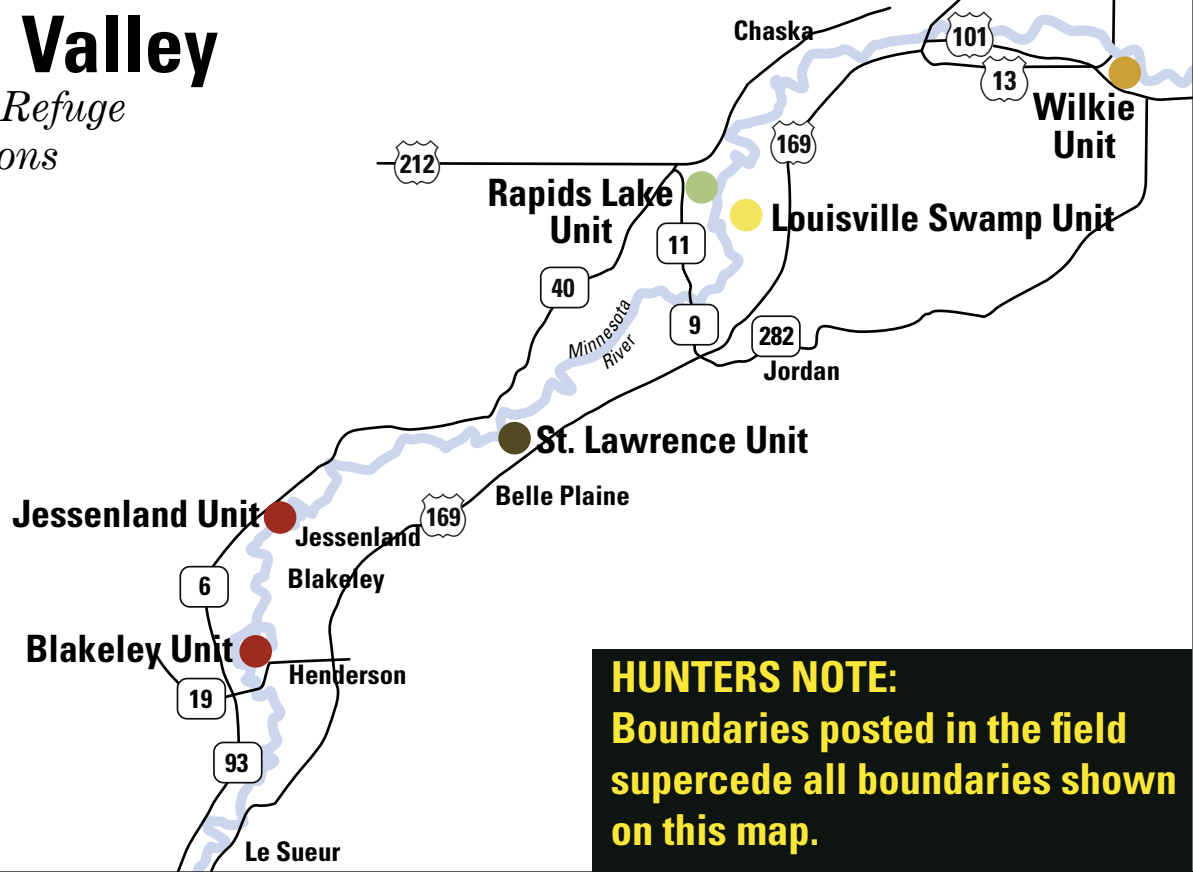 Valley
Refuge
ons
Chaska
101
13
Wilkie
Unit
169
212
Rapids Lake
Unit
Louisville Swamp Unit
11
40
Minnesota
River
9
282
Jordan
St. Lawrence Unit
Belle Plaine
169
Jessenland Unit
Jessenland
Blakeley
6
Blakeley Unit
Henderson
19
93
Le Sueur
HUNTERS NOTE:
Boundaries posted in the field
supercede all boundaries shown
on this map.